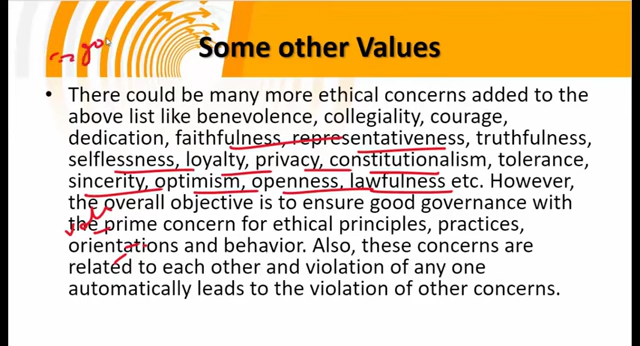 Some other Values
• There could be many more ethical concerns added to the
above list like benevolence, collegiality, courage,
dedication, faithfulness, representativeness, truthfulness,
selflessness, loyalty, privacy, constitutionalism, tolerance,
sincerity, optimism, openness, lawfulness etc. However,
the overall objective is to ensure good governance with
the prime concern for ethical principles, practices,
orientations and behavior. Also, these concerns are
related to each other and violation of any one
automatically leads to the violation of other concerns.